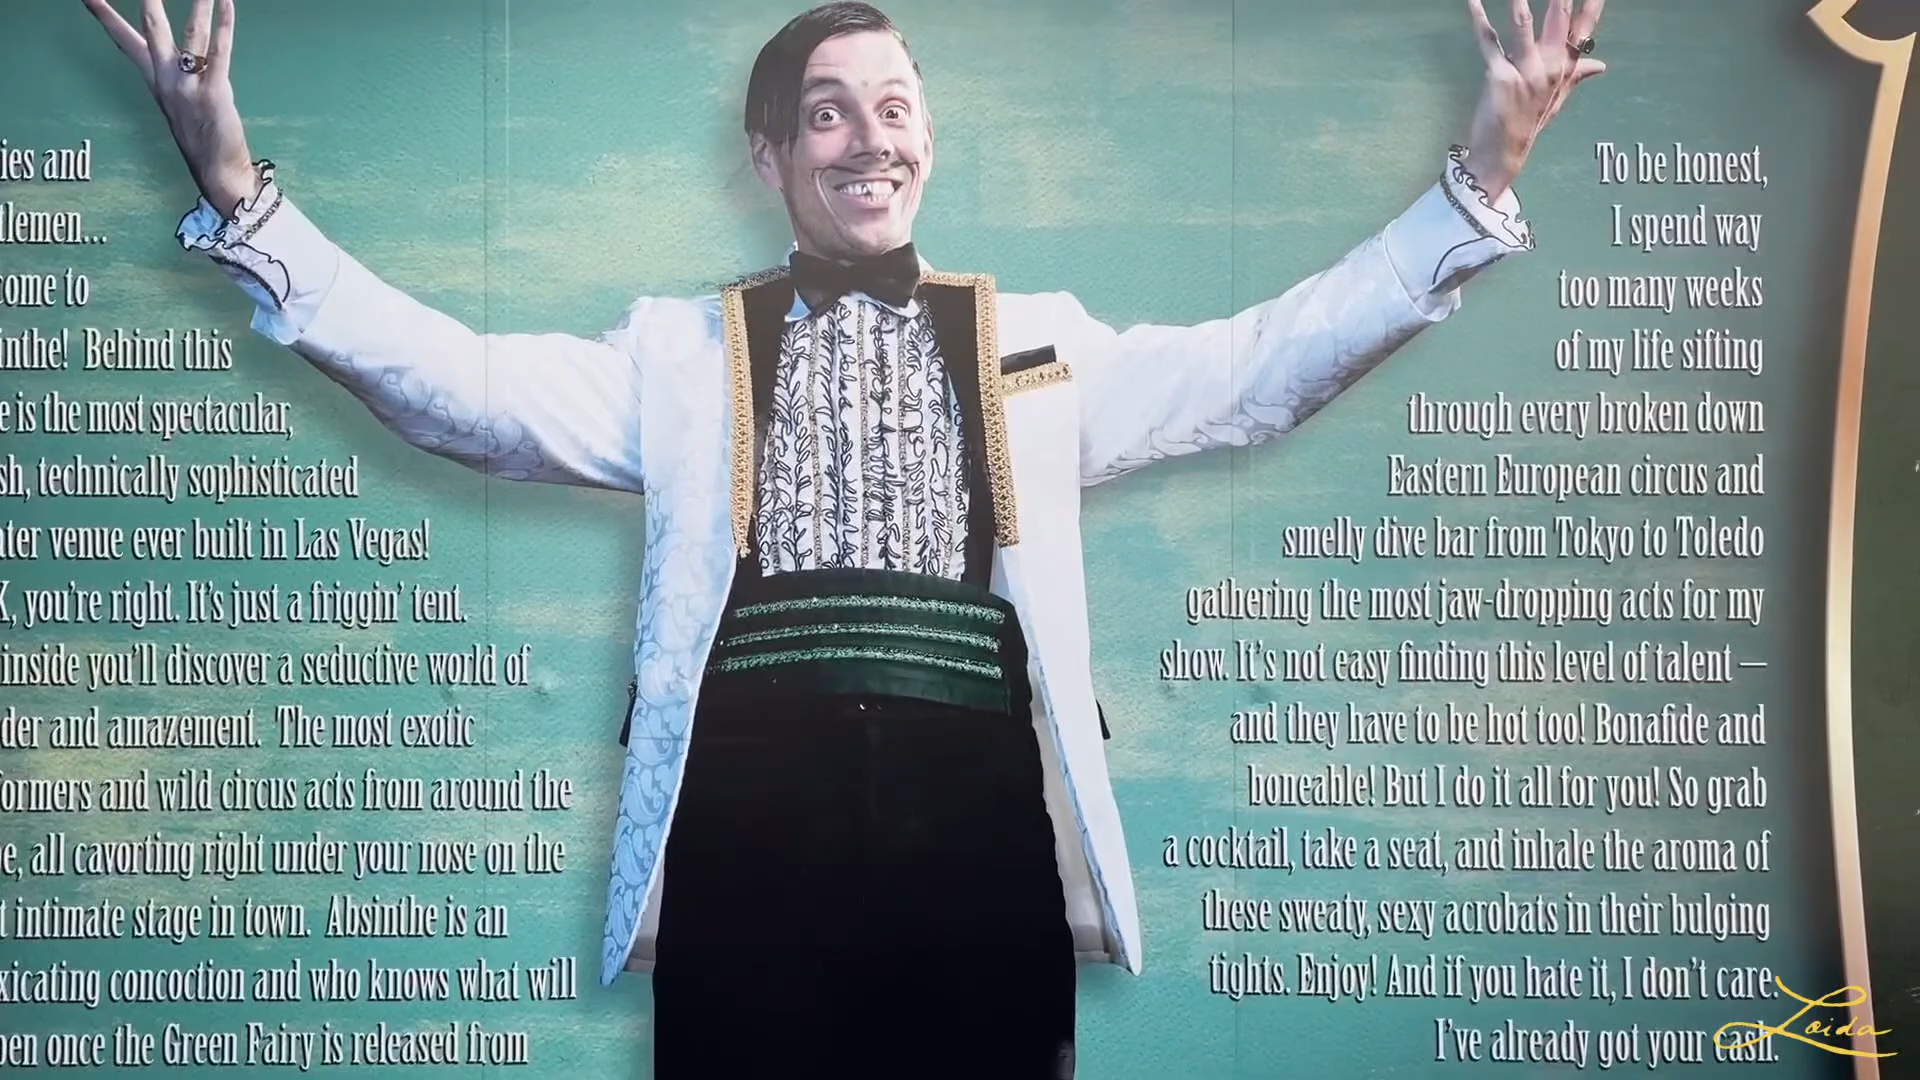 ies and
tlemen...
come to
inthe! Behind this
e is the most spectacular,
sh, technically sophisticated
ater venue ever built in Las Vegas!
K, you're right. It's just a friggin' tent.
inside you'll discover a seductive world of
der and amazement. The most exotic
formers and wild circus acts from around the
e, all cavorting right under your nose on the
t intimate stage in town. Absinthe is an
xicating concoction and who knows what will
pen once the Green Fairy is released from
To be honest,
I spend way
too many weeks
of my life sifting
through every broken down
Eastern European circus and
smelly dive bar from Tokyo to Toledo
gathering the most jaw-dropping acts for my
show. It's not easy finding this level of talent —
and they have to be hot too! Bonafide and
boneable! But I do it all for you! So grab
a cocktail, take a seat, and inhale the aroma of
these sweaty, sexy acrobats in their bulging
tights. Enjoy! And if you hate it, I don't care.
I've already got your cash.
Loida